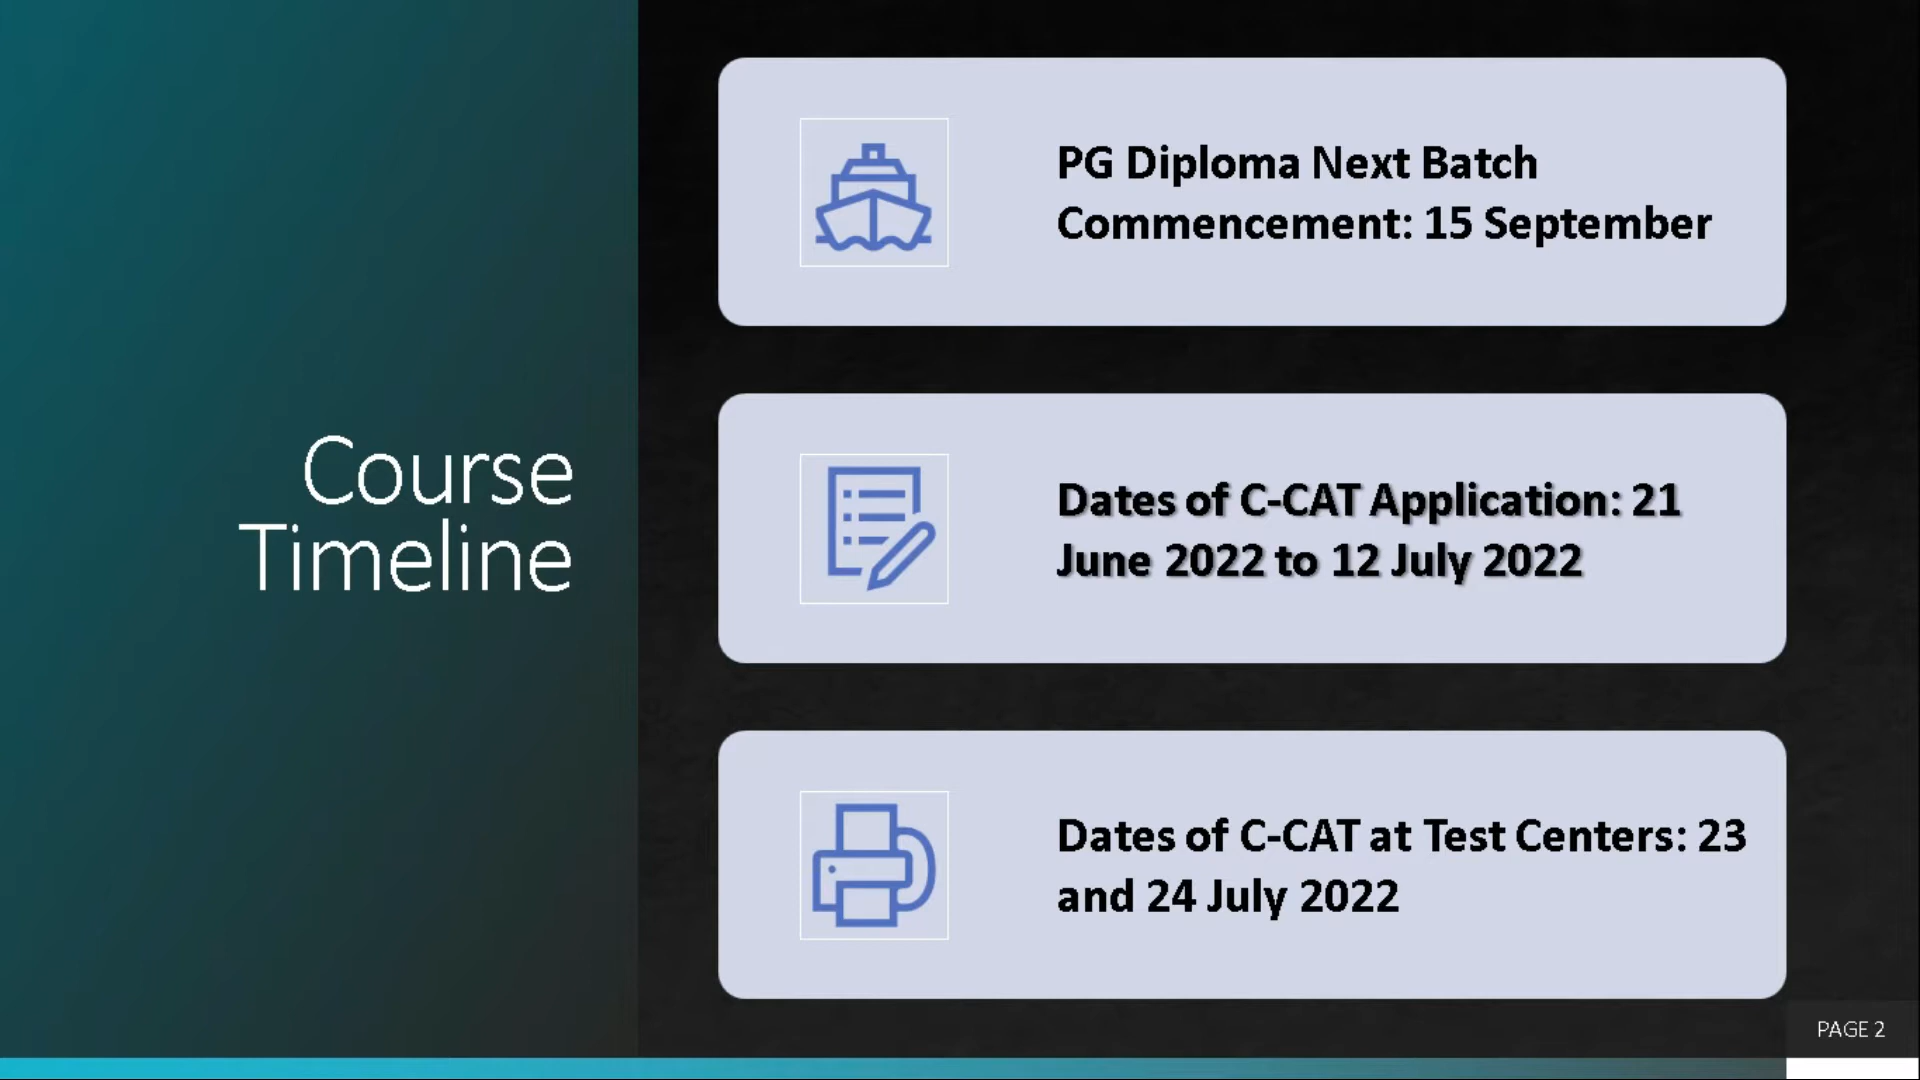 Course
Timeline
PG Diploma Next Batch
Commencement: 15 September
Dates of C-CAT Application: 21
June 2022 to 12 July 2022
Dates of C-CAT at Test Centers: 23
and 24 July 2022
PAGE 2